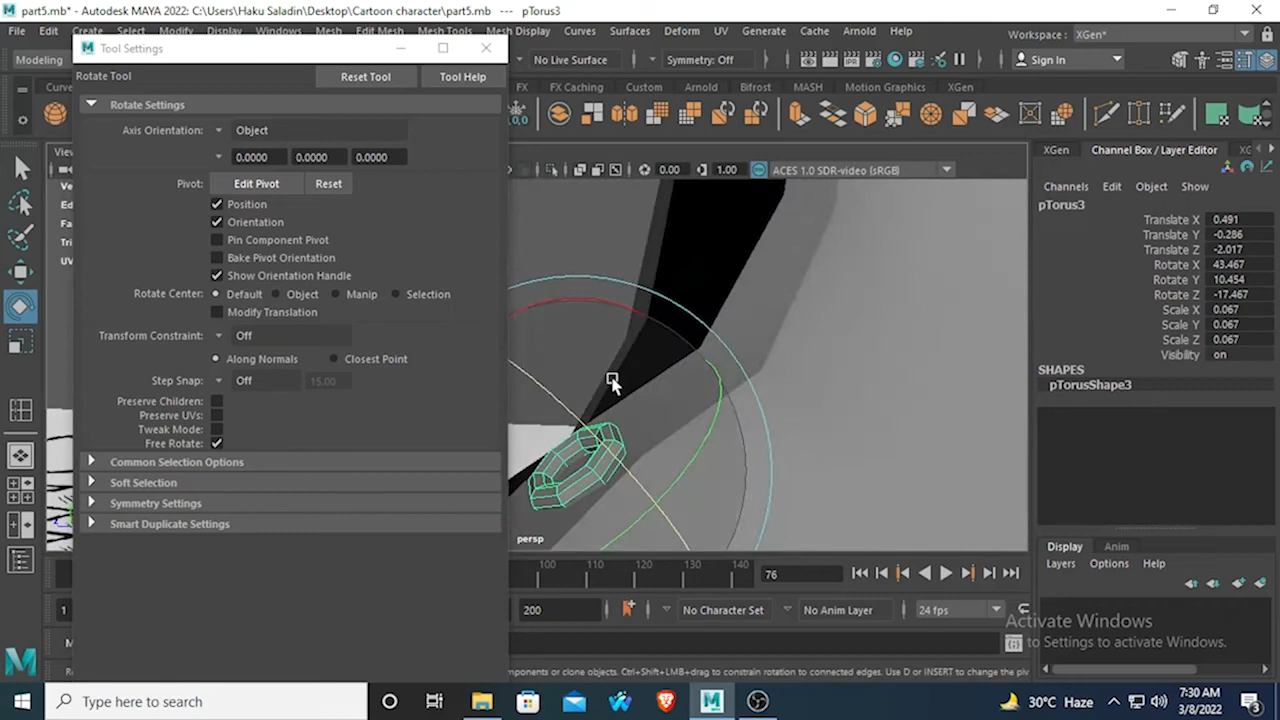 part5.mb* - Autodesk MAYA 2022: C:\Users\Haku Saladin\Desktop\Cartoon character\part5.mb --- pTorus3
File Edit Create Select Modify Display Windows Mesh Edit Mesh Mesh Tools Mesh Display Curves Surfaces Deform UV Generate Cache Arnold Help
Workspace: XGen*
Tool Settings
Modeling
No Live Surface
Symmetry: Off
Sign In
Rotate Tool
Reset Tool
Tool Help
FX FX Caching Custom Arnold Bifrost MASH Motion Graphics XGen
Rotate Settings
Axis Orientation: Object
0.0000 0.0000 0.0000
XGen Channel Box / Layer Editor XG
0.00 1.00 ACES 1.0 SDR-video (sRGB)
Pivot: Edit Pivot Reset
Position
Orientation
Pin Component Pivot
Bake Pivot Orientation
Show Orientation Handle
Rotate Center: Default Object Manip Selection
Modify Translation
Transform Constraint: Off
Along Normals Closest Point
Step Snap: Off 15.00
Preserve Children:
Preserve UVs:
Tweak Mode:
Free Rotate:
Common Selection Options
Soft Selection
Symmetry Settings
Smart Duplicate Settings
Channels Edit Object Show
pTorus3
Translate X 0.491
Translate Y -0.286
Translate Z -2.017
Rotate X 43.467
Rotate Y 10.454
Rotate Z -17.467
Scale X 0.067
Scale Y 0.067
Scale Z 0.067
Visibility on
SHAPES
pTorusShape3
persp
Display Anim
Layers Options Help
100 110 120 130 140
76
1
200
No Character Set
No Anim Layer
24 fps
Activate Windows
to Settings to activate Windows.
mponents or clone objects. Ctrl+Shift+LMB+drag to constrain rotation to connected edges. Use D or INSERT to change the piv
Type here to search
30°C Haze
7:30 AM
3/8/2022